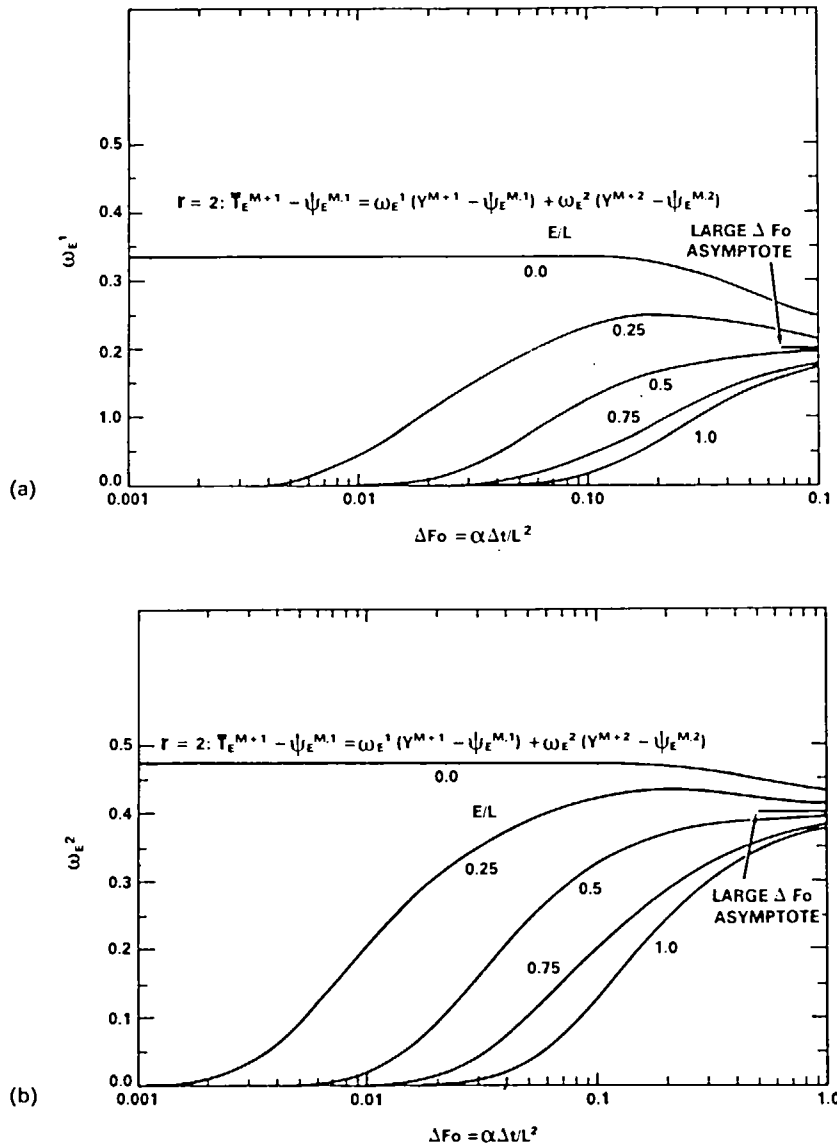 0.5
0.4
0.3
0.2
1.0
0.0
ω_E^1
r = 2: T̄_E^{M+1} − ψ_E^{M,1} = ω_E^1 (Y^{M+1} − ψ_E^{M,1}) + ω_E^2 (Y^{M+2} − ψ_E^{M,2})
E/L
LARGE Δ Fo
ASYMPTOTE
0.0
0.25
0.5
0.75
1.0
(a)
0.001 0.01 0.10 0.1
ΔFo = αΔt/L²
0.5
0.4
0.3
0.2
0.1
0.0
ω_E^2
r = 2: T̄_E^{M+1} − ψ_E^{M,1} = ω_E^1 (Y^{M+1} − ψ_E^{M,1}) + ω_E^2 (Y^{M+2} − ψ_E^{M,2})
0.0
E/L
0.25
0.5
0.75
1.0
LARGE Δ Fo
ASYMPTOTE
(b)
0.001 0.01 0.1 1.0
ΔFo = αΔt/L²